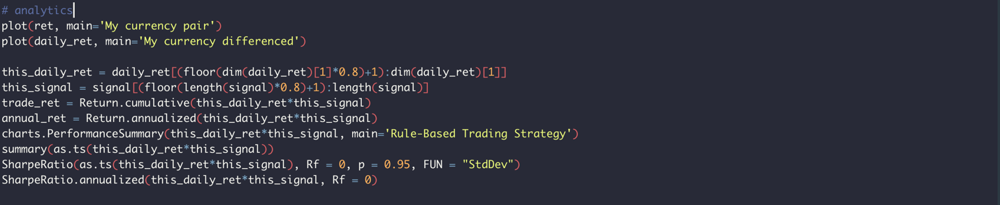 # analytics
plot(ret, main='My currency pair')
plot(daily_ret, main='My currency differenced')
this_daily_ret = daily_ret[(floor(dim(daily_ret)[1]*0.8)+1):dim(daily_ret)[1]]
this_signal = signal[(floor(length(signal)*0.8)+1):length(signal)]
trade_ret = Return.cumulative(this_daily_ret*this_signal)
annual_ret = Return.annualized(this_daily_ret*this_signal)
charts.PerformanceSummary(this_daily_ret*this_signal, main='Rule-Based Trading Strategy')
summary(as.ts(this_daily_ret*this_signal))
SharpeRatio(as.ts(this_daily_ret*this_signal), Rf = 0, p = 0.95, FUN = "StdDev")
SharpeRatio.annualized(this_daily_ret*this_signal, Rf = 0)